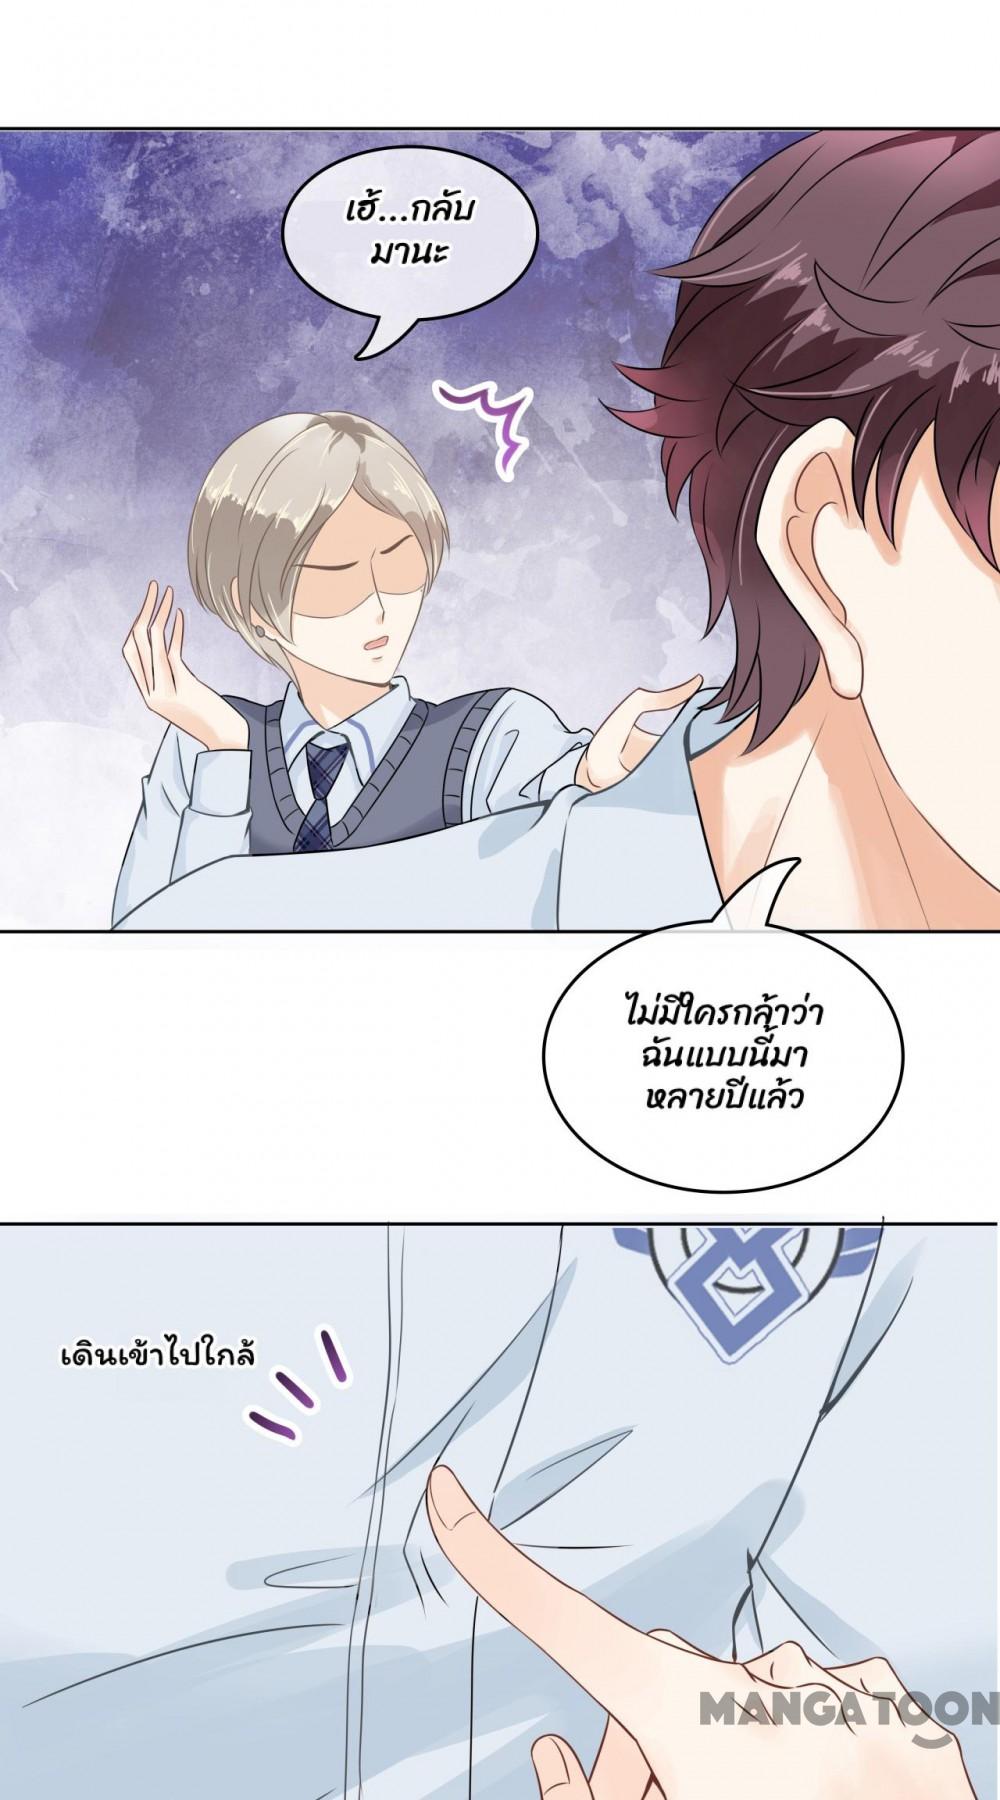 เฮ้...กลับ
มานะ
ไม่มีใครกล้าว่า
ฉันแบบนี้มา
หลายปีแล้ว
เดินเข้าไปใกล้
MANGATOON